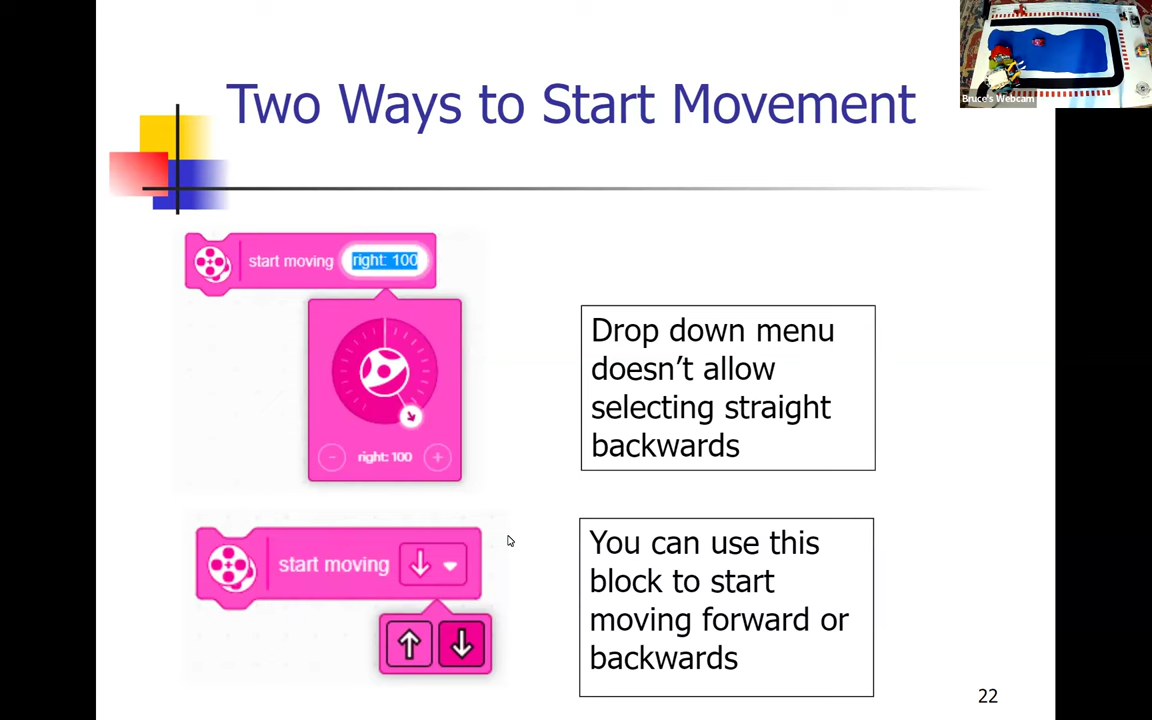 Two Ways to Start Movement
Bruce's Webcam
start moving right: 100
right: 100
Drop down menu
doesn't allow
selecting straight
backwards
start moving
You can use this
block to start
moving forward or
backwards
22